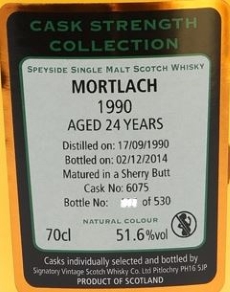 CASK STRENGTH
COLLECTION
SPEYSIDE SINGLE MALT SCOTCH WHISKY
MORTLACH
1990
AGED 24 YEARS
Distilled on: 17/09/1990
Bottled on: 02/12/2014
Matured in a Sherry Butt
Cask No: 6075
Bottle No: of 530
NATURAL COLOUR
70cl 51.6%vol
Casks individually selected and bottled by
Signatory Vintage Scotch Whisky Co. Ltd Pitlochry PH16 5JP
PRODUCT OF SCOTLAND